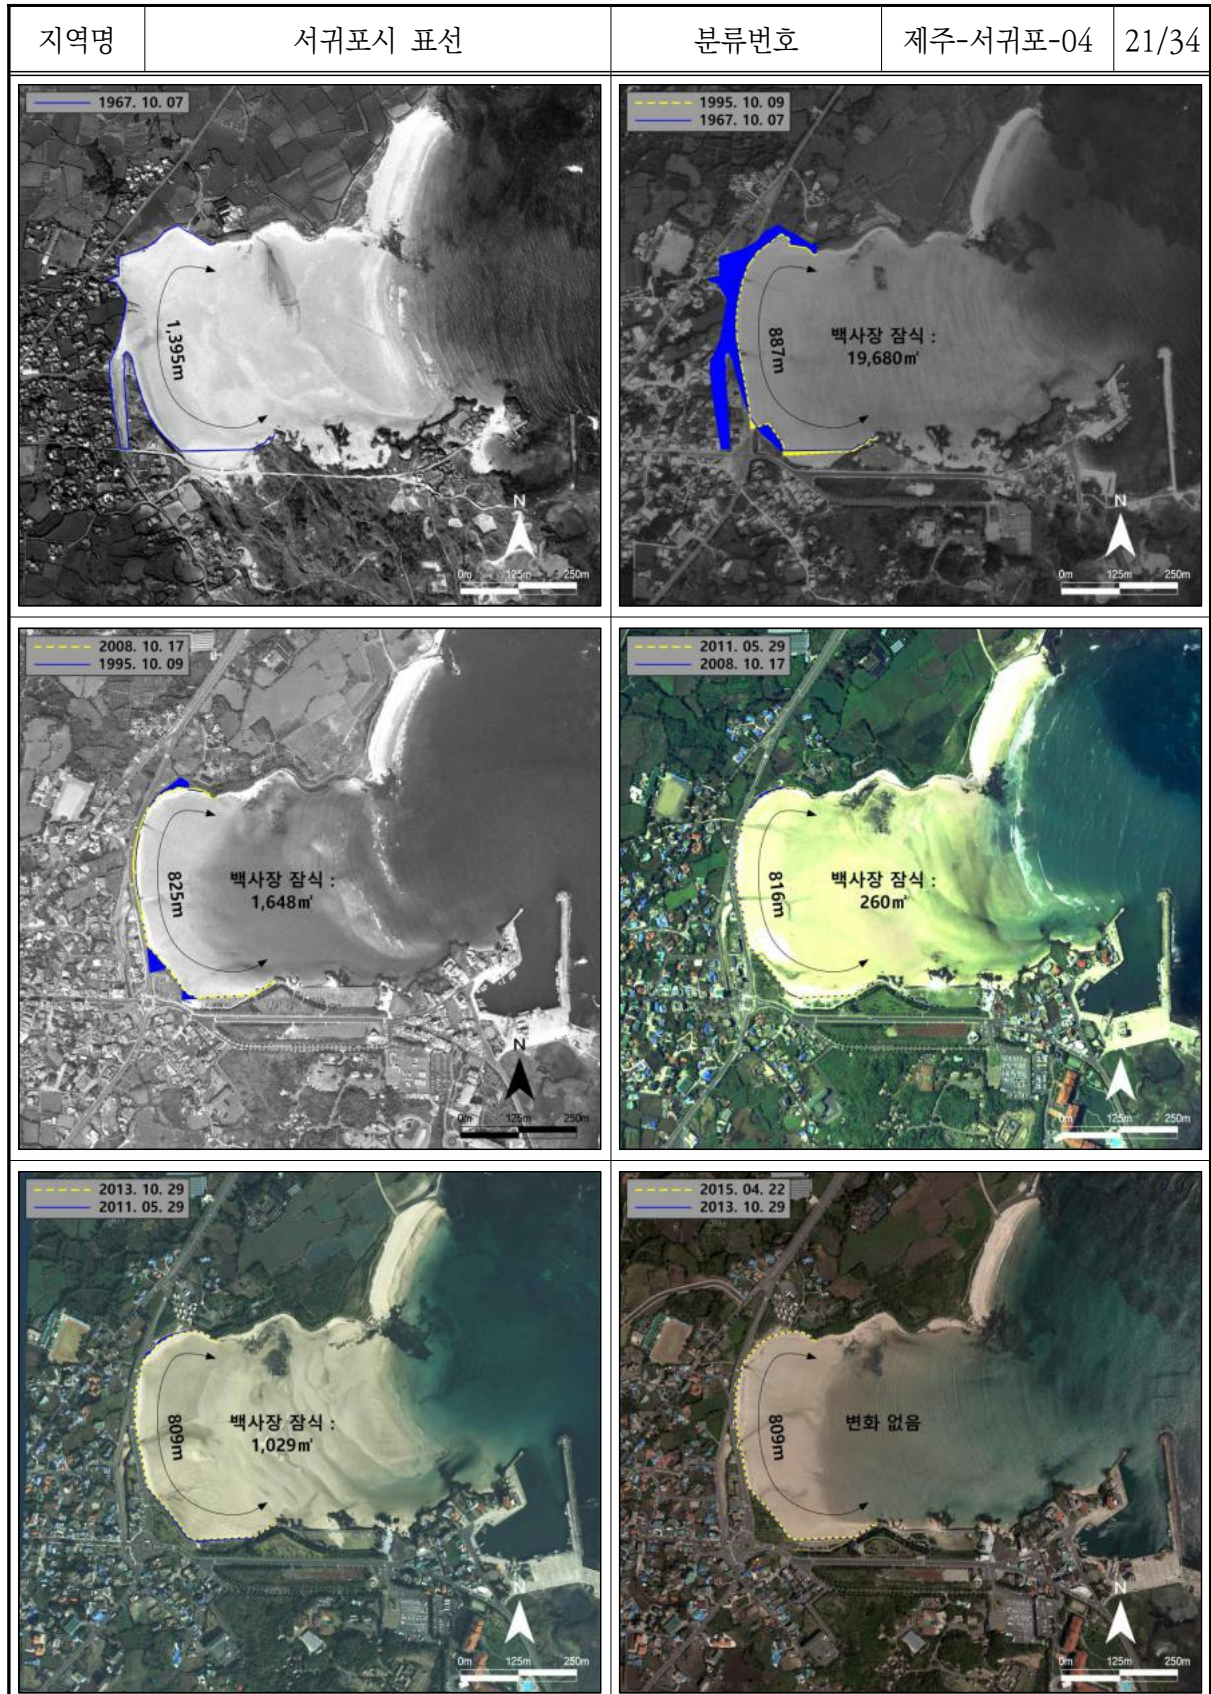 지역명 서귀포시 표선 분류번호 제주-서귀포-04 21/34
1967. 10. 07
1,395m
N
0m 125m 250m
1995. 10. 09
1967. 10. 07
887m
백사장 잠식 :
19,680㎡
N
0m 125m 250m
2008. 10. 17
1995. 10. 09
825m
백사장 잠식 :
1,648㎡
N
0m 125m 250m
2011. 05. 29
2008. 10. 17
816m
백사장 잠식 :
260㎡
0m 125m 250m
2013. 10. 29
2011. 05. 29
809m
백사장 잠식 :
1,029㎡
N
0m 125m 250m
2015. 04. 22
2013. 10. 29
809m
변화 없음
N
0m 125m 250m